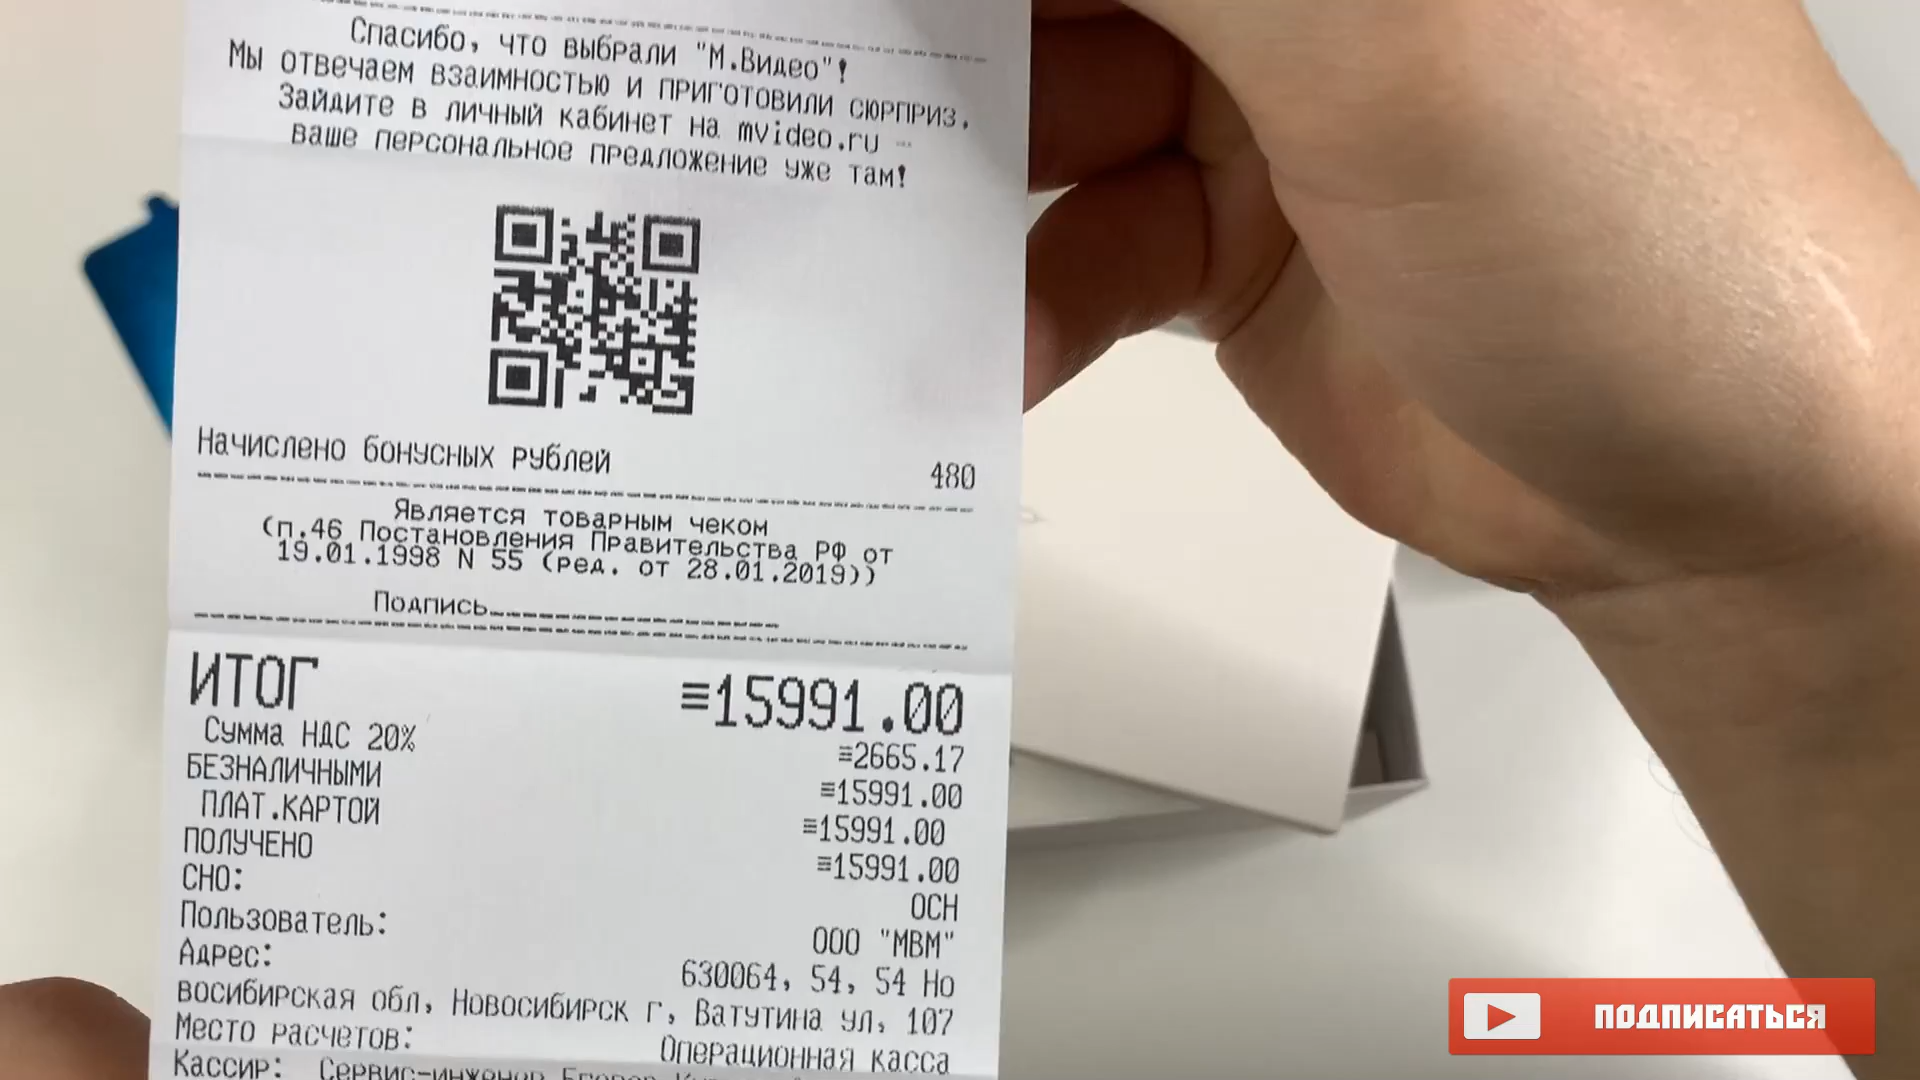 Спасибо, что выбрали "М.Видео"!
Мы отвечаем взаимностью и приготовили сюрприз.
Зайдите в личный кабинет на mvideo.ru --
ваше персональное предложение уже там!
Начислено бонусных рублей 480
Является товарным чеком
(п.46 Постановления Правительства РФ от
19.01.1998 N 55 (ред. от 28.01.2019))
Подпись
ИТОГ ≡15991.00
Сумма НДС 20% ≡2665.17
БЕЗНАЛИЧНЫМИ ≡15991.00
ПЛАТ.КАРТОЙ ≡15991.00
ПОЛУЧЕНО ≡15991.00
СНО: ОСН
Пользователь: ООО "МВМ"
Адрес: 630064, 54, 54 Но
восибирская обл, Новосибирск г, Ватутина ул, 107
Место расчетов: Операционная касса
Кассир: Сервис-инженер
ПОДПИСАТЬСЯ